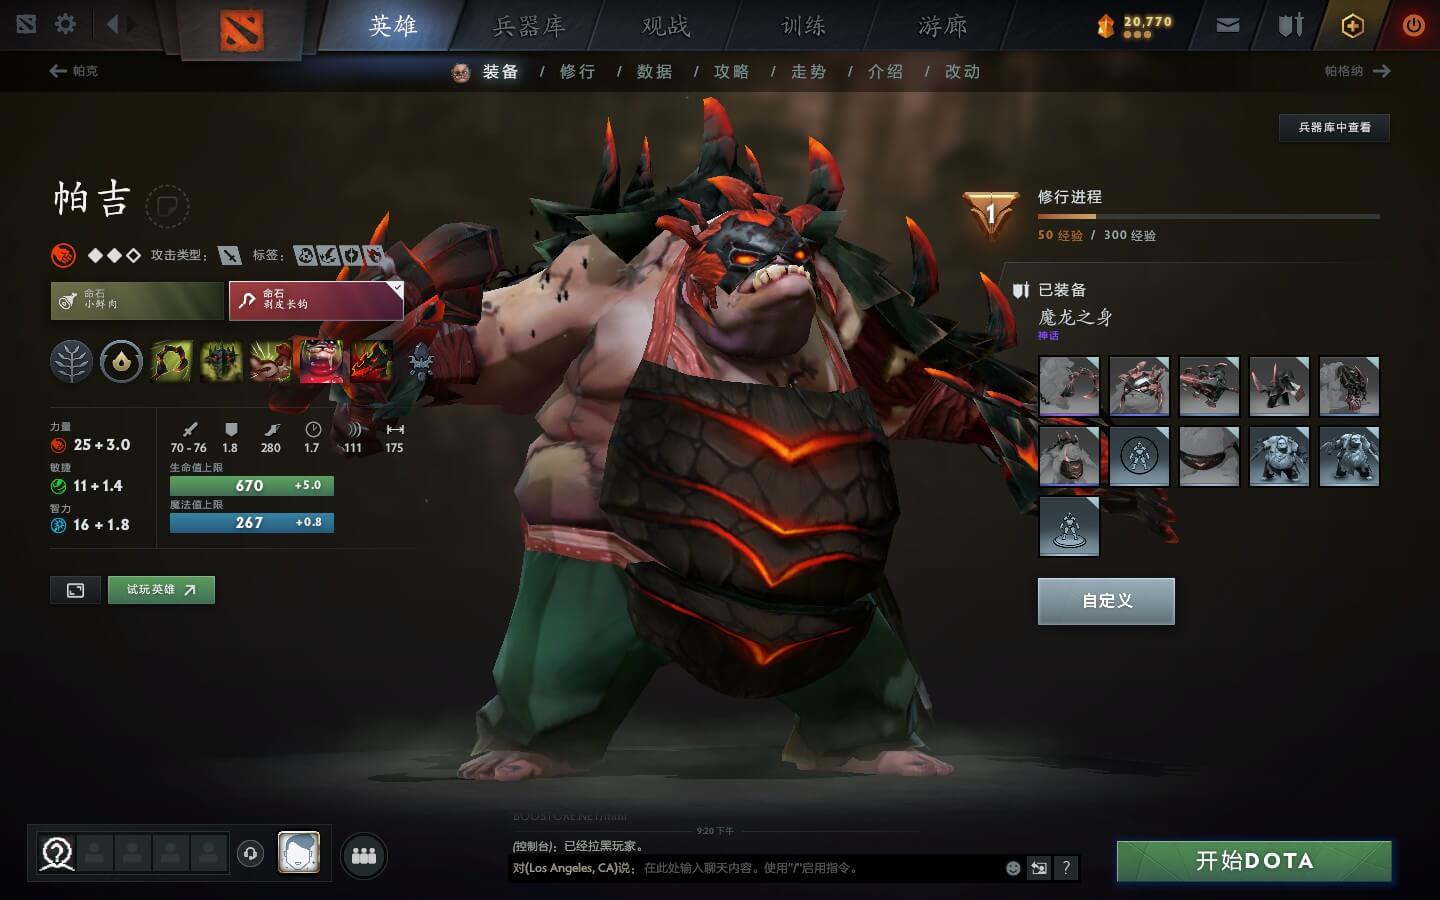 英雄 兵器库 观战 训练 游廊 20,770
帕克 装备 / 修行 / 数据 / 攻略 / 走势 / 介绍 / 改动 帕格纳
兵器库中查看
帕吉
修行进程
1
50 经验 / 300 经验
攻击类型: 标签:
命石
小鲜肉
命石
剥皮长钩
已装备
魔龙之身
神话
力量
25 + 3.0
敏捷
11 + 1.4
智力
16 + 1.8
70 - 76 1.8 280 1.7 111 175
生命值上限
670 +5.0
魔法值上限
267 +0.8
试玩英雄
自定义
9:20 下午
(控制台): 已经拉黑玩家。
对(Los Angeles, CA)说: 在此处输入聊天内容。使用"/"启用指令。
?
开始DOTA